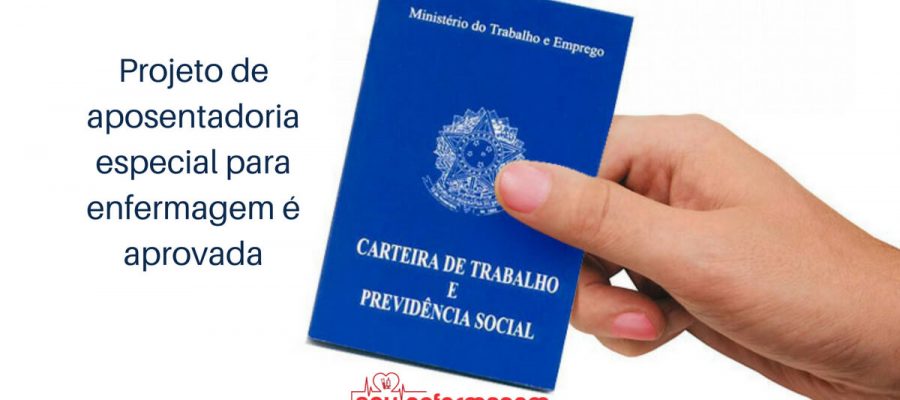 Projeto de
aposentadoria
especial para
enfermagem é
aprovada
Ministério do Trabalho e Emprego
CARTEIRA DE TRABALHO
E
PREVIDÊNCIA SOCIAL